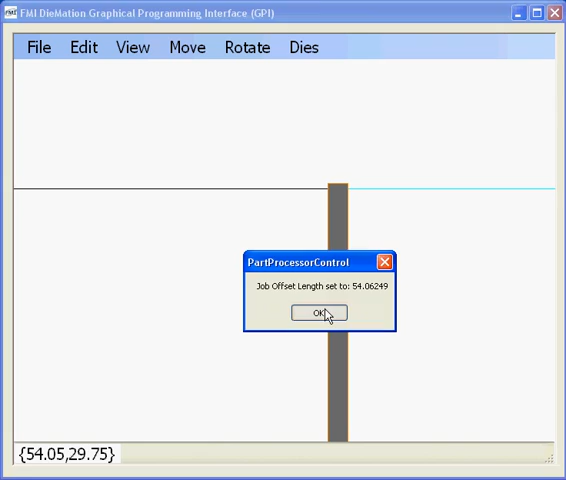 FMI FMI DieMation Graphical Programming Interface (GPI)
File Edit View Move Rotate Dies
PartProcessorControl
Job Offset Length set to: 54.06249
OK
{54.05,29.75}